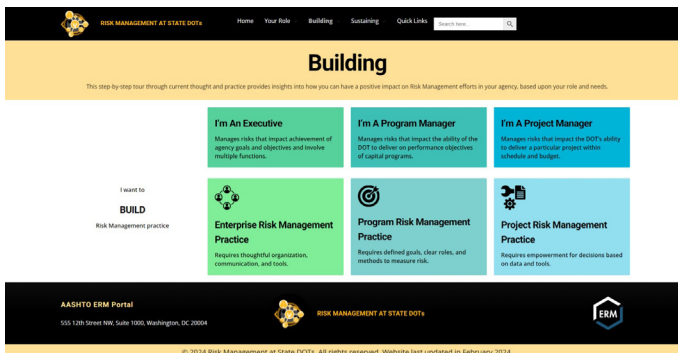 RISK MANAGEMENT AT STATE DOTs
Home Your Role Building Sustaining Quick Links Search here
Building
This step-by-step tour through current thought and practice provides insights into how you can have a positive impact on Risk Management efforts in your agency, based upon your role and needs.
I'm An Executive
Manages risks that impact achievement of
agency goals and objectives and involve
multiple functions.
I'm A Program Manager
Manages risks that impact the ability of the
DOT to deliver on performance objectives
of capital programs.
I'm A Project Manager
Manages risks that impact the DOT's ability
to deliver a particular project within
schedule and budget.
I want to
BUILD
Risk Management practice
Enterprise Risk Management
Practice
Requires thoughtful organization,
communication, and tools.
Program Risk Management
Practice
Requires defined goals, clear roles, and
methods to measure risk.
Project Risk Management
Practice
Requires empowerment for decisions based
on data and tools.
AASHTO ERM Portal
555 12th Street NW, Suite 1000, Washington, DC 20004
RISK MANAGEMENT AT STATE DOTs
ERM
© 2024 Risk Management at State DOTs. All rights reserved. Website last updated in February 2024